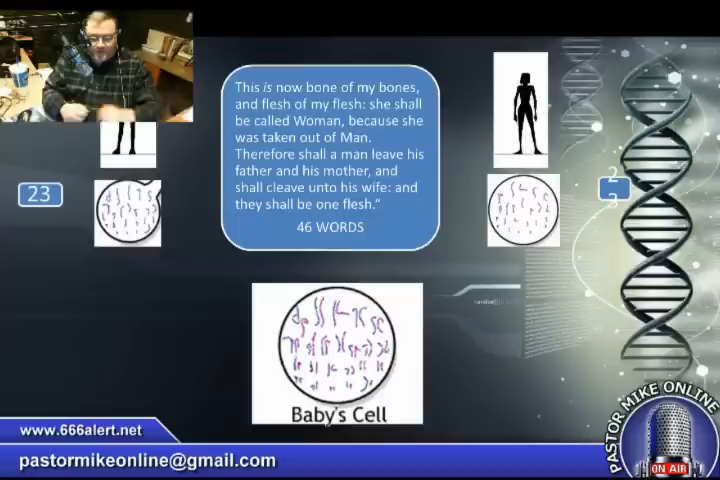 This is now bone of my bones,
and flesh of my flesh: she shall
be called Woman, because she
was taken out of Man.
Therefore shall a man leave his
father and his mother, and
shall cleave unto his wife: and
they shall be one flesh.”
46 WORDS
23
23
Baby's Cell
www.666alert.net
pastormikeonline@gmail.com
PASTOR MIKE ONLINE
ON AIR